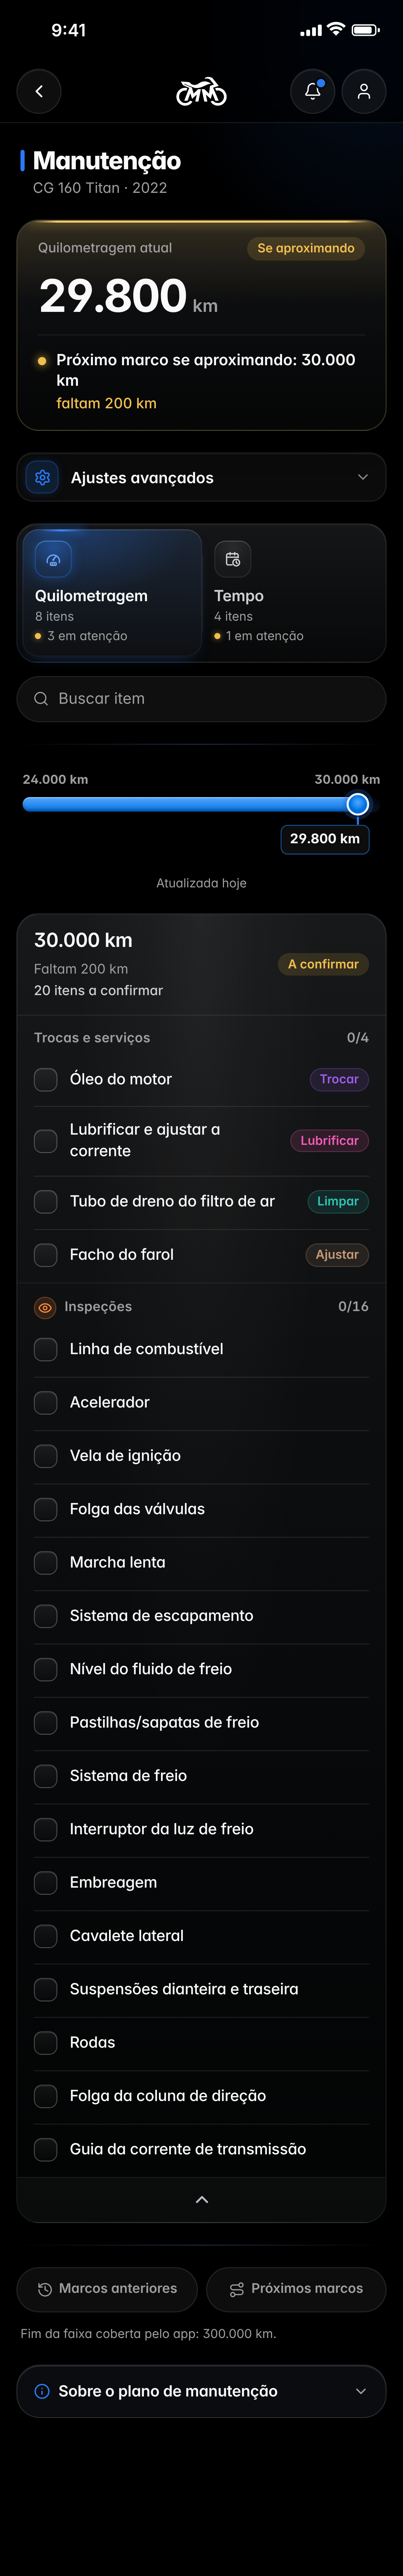 9:41
Manutenção
CG 160 Titan · 2022
Quilometragem atual
Se aproximando
29.800 km
Próximo marco se aproximando: 30.000
km
faltam 200 km
Ajustes avançados
Quilometragem
8 itens
3 em atenção
Tempo
4 itens
1 em atenção
Buscar item
24.000 km
30.000 km
29.800 km
Atualizada hoje
30.000 km
Faltam 200 km
20 itens a confirmar
A confirmar
Trocas e serviços
0/4
Óleo do motor
Trocar
Lubrificar e ajustar a
corrente
Lubrificar
Tubo de dreno do filtro de ar
Limpar
Facho do farol
Ajustar
Inspeções
0/16
Linha de combustível
Acelerador
Vela de ignição
Folga das válvulas
Marcha lenta
Sistema de escapamento
Nível do fluido de freio
Pastilhas/sapatas de freio
Sistema de freio
Interruptor da luz de freio
Embreagem
Cavalete lateral
Suspensões dianteira e traseira
Rodas
Folga da coluna de direção
Guia da corrente de transmissão
Marcos anteriores
Próximos marcos
Fim da faixa coberta pelo app: 300.000 km.
Sobre o plano de manutenção